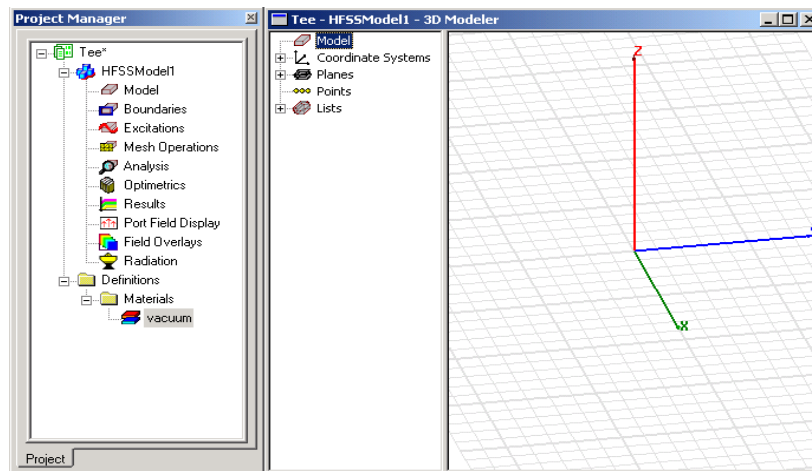 Project Manager
Tee*
HFSSModel1
Model
Boundaries
Excitations
Mesh Operations
Analysis
Optimetrics
Results
Port Field Display
Field Overlays
Radiation
Definitions
Materials
vacuum
Project
Tee - HFSSModel1 - 3D Modeler
Model
Coordinate Systems
Planes
Points
Lists
Z
X